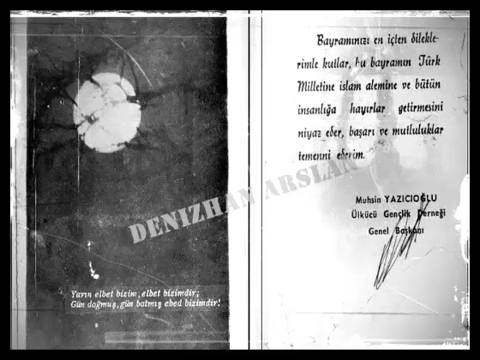 Yarın elbet bizim, elbet bizimdir;
Gün doğmuş, gün batmış ebed bizimdir!
Bayramınızı en içten dilekle-
rimle kutlar, bu bayramın Türk
Milletine islam alemine ve bütün
insanlığa hayırlar getirmesini
niyaz eder, başarı ve mutluluklar
temenni ederim.
Muhsin YAZICIOĞLU
Ülkücü Gençlik Derneği
Genel Başkanı
DENİZHAN ARSLAN